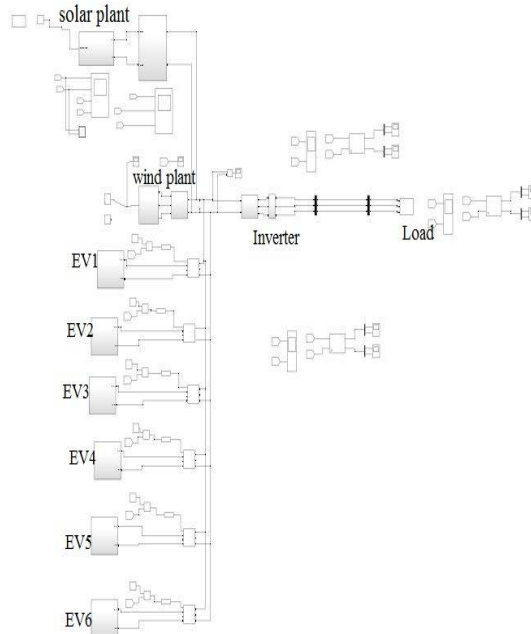 solar plant
wind plant
Inverter
Load
EV1
EV2
EV3
EV4
EV5
EV6